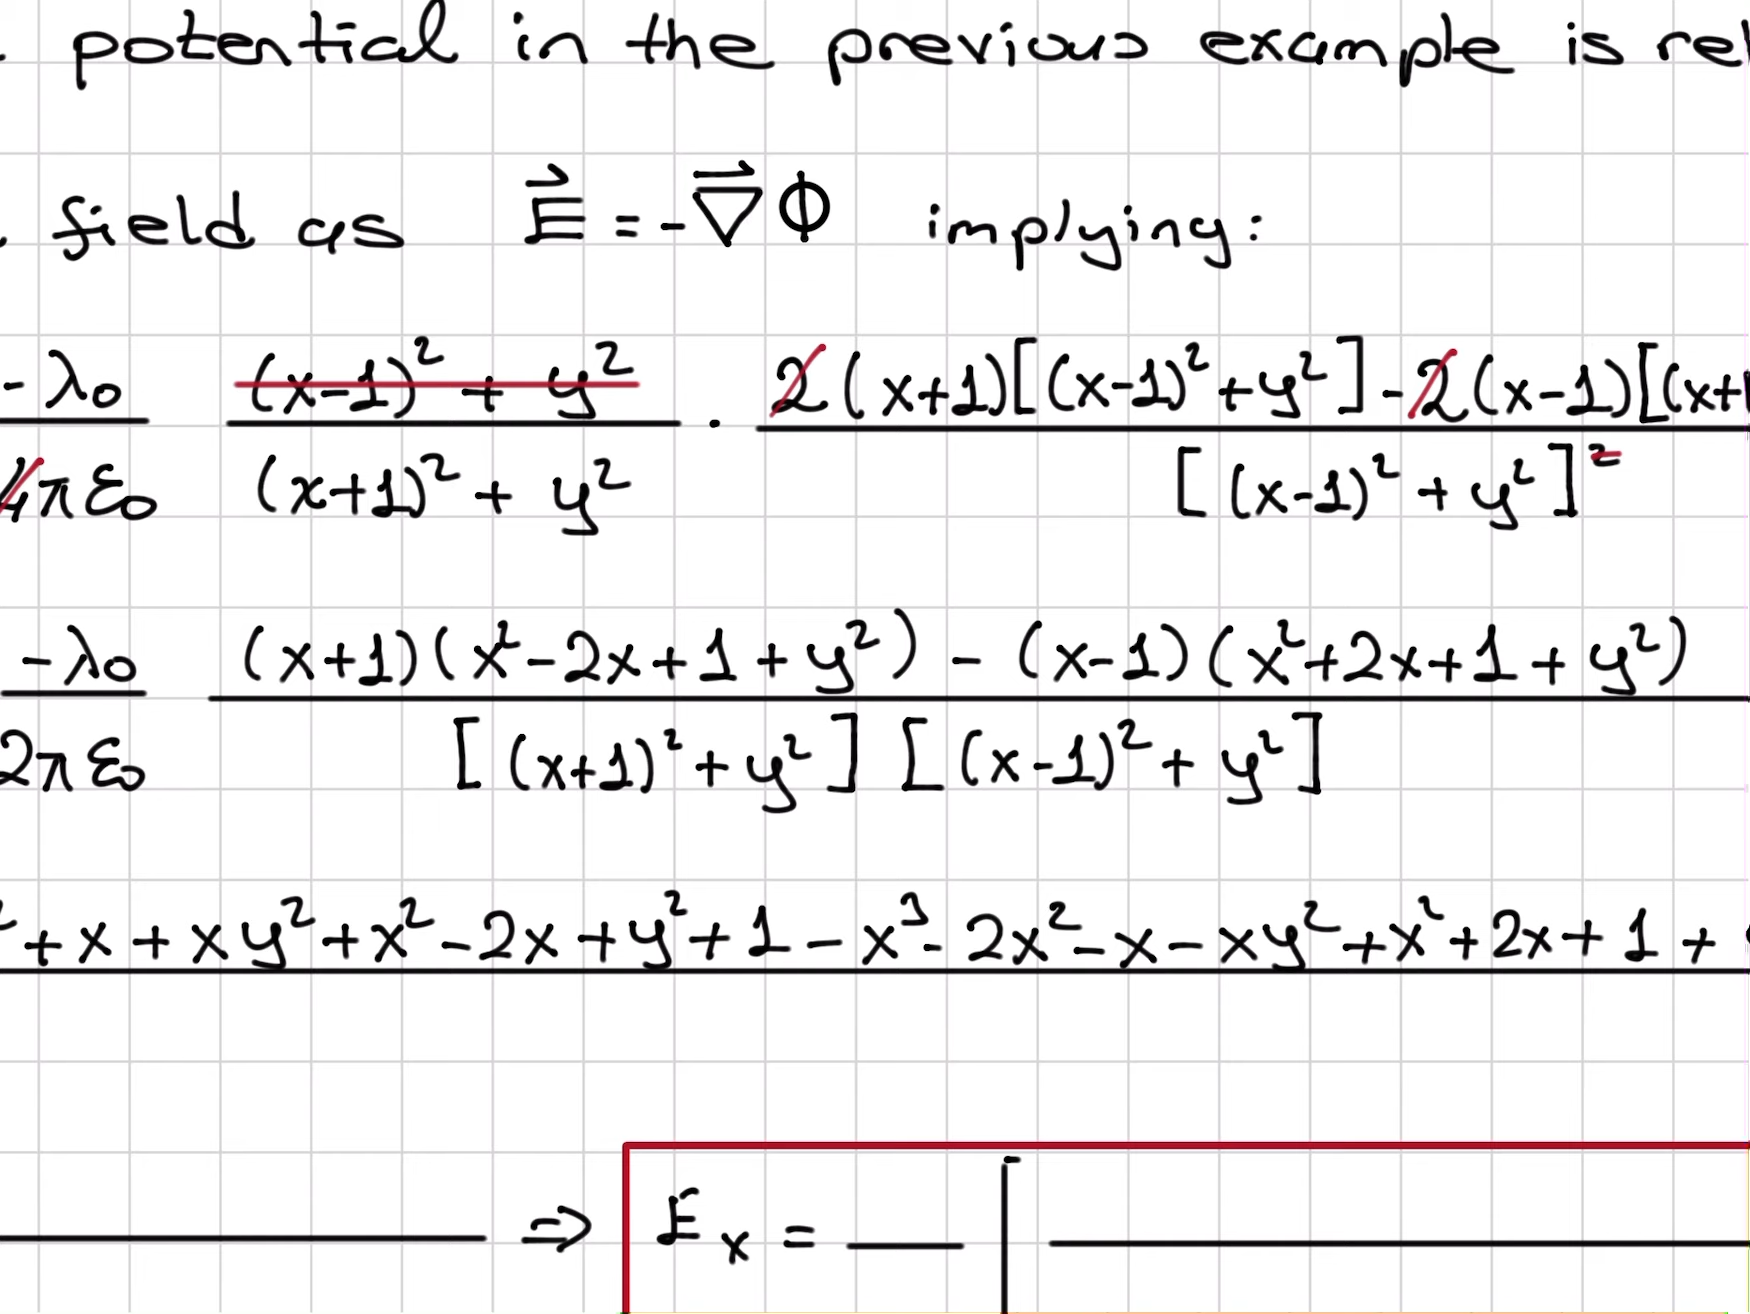 potential in the previous example is rel
field as E⃗ = -∇⃗Φ implying:
-λ₀ (x-1)² + y² 2(x+1)[(x-1)²+y²] - 2(x-1)[(x+1
4πε₀ (x+1)² + y² · [(x-1)² + y²]²
-λ₀ (x+1)(x²-2x+1+y²) - (x-1)(x²+2x+1+y²)
2πε₀ [(x+1)²+y²] [(x-1)²+y²]
² + x + xy² + x² - 2x + y² + 1 - x³ - 2x² - x - xy² + x² + 2x + 1 +
⇒ Eₓ = — [ —